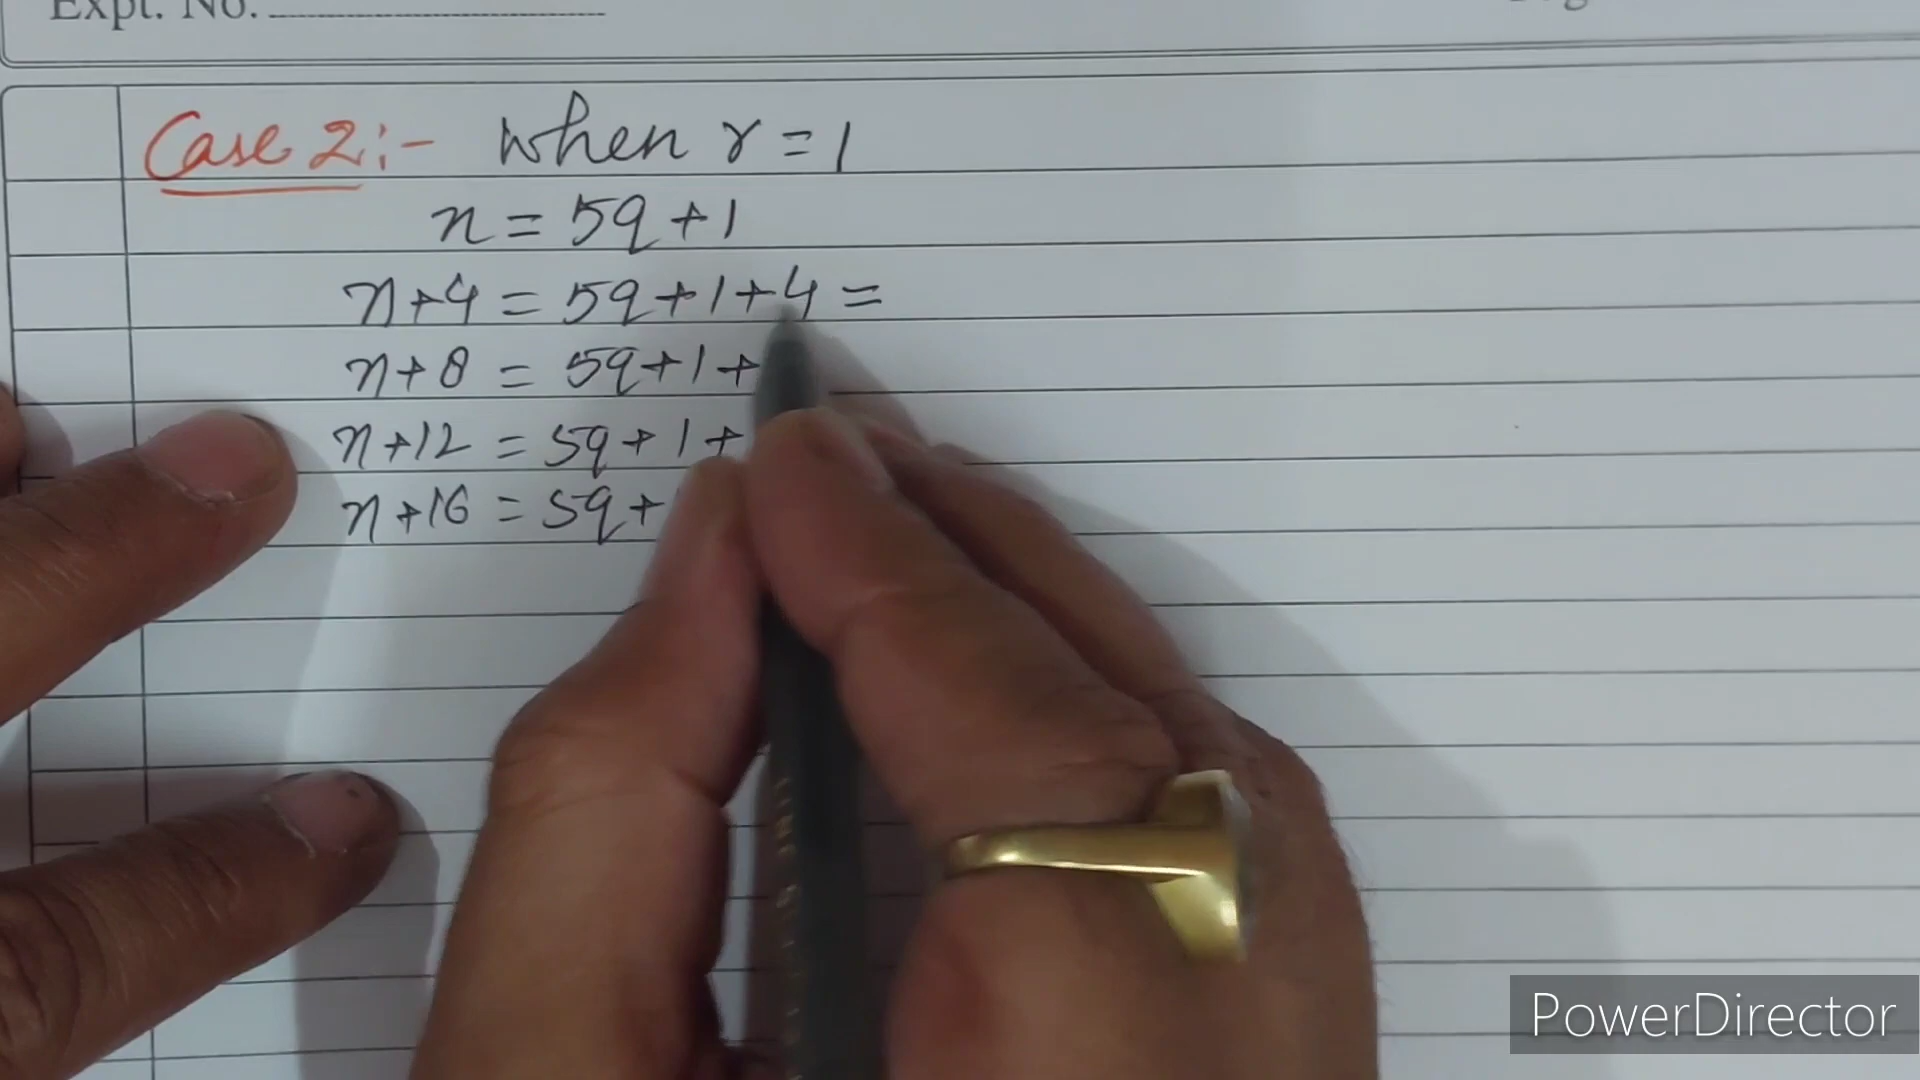 Expt. No.
Case 2:- when r = 1
n = 5q + 1
n+4 = 5q+1+4 =
n+8 = 5q+1+
n+12 = 5q+1+
n+16 = 5q+
PowerDirector